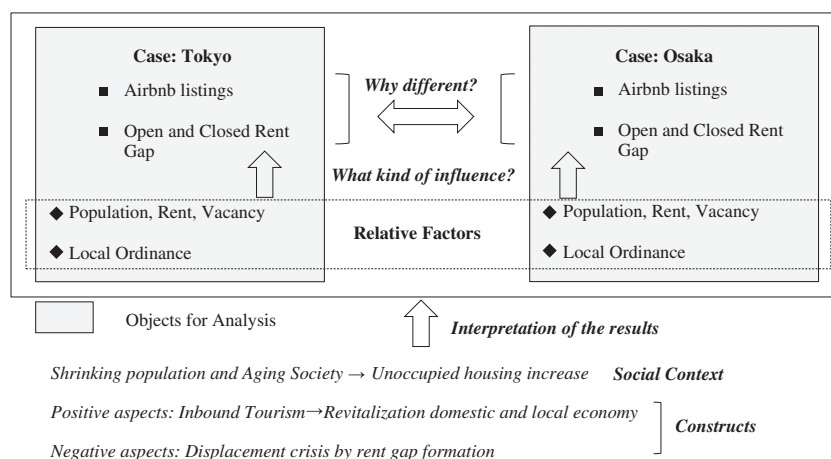 Case: Tokyo
■ Airbnb listings
■ Open and Closed Rent
Gap
◆ Population, Rent, Vacancy
◆ Local Ordinance
Why different?
What kind of influence?
Relative Factors
Case: Osaka
■ Airbnb listings
■ Open and Closed Rent
Gap
◆ Population, Rent, Vacancy
◆ Local Ordinance
Objects for Analysis
Interpretation of the results
Shrinking population and Aging Society → Unoccupied housing increase Social Context
Positive aspects: Inbound Tourism→Revitalization domestic and local economy
Constructs
Negative aspects: Displacement crisis by rent gap formation